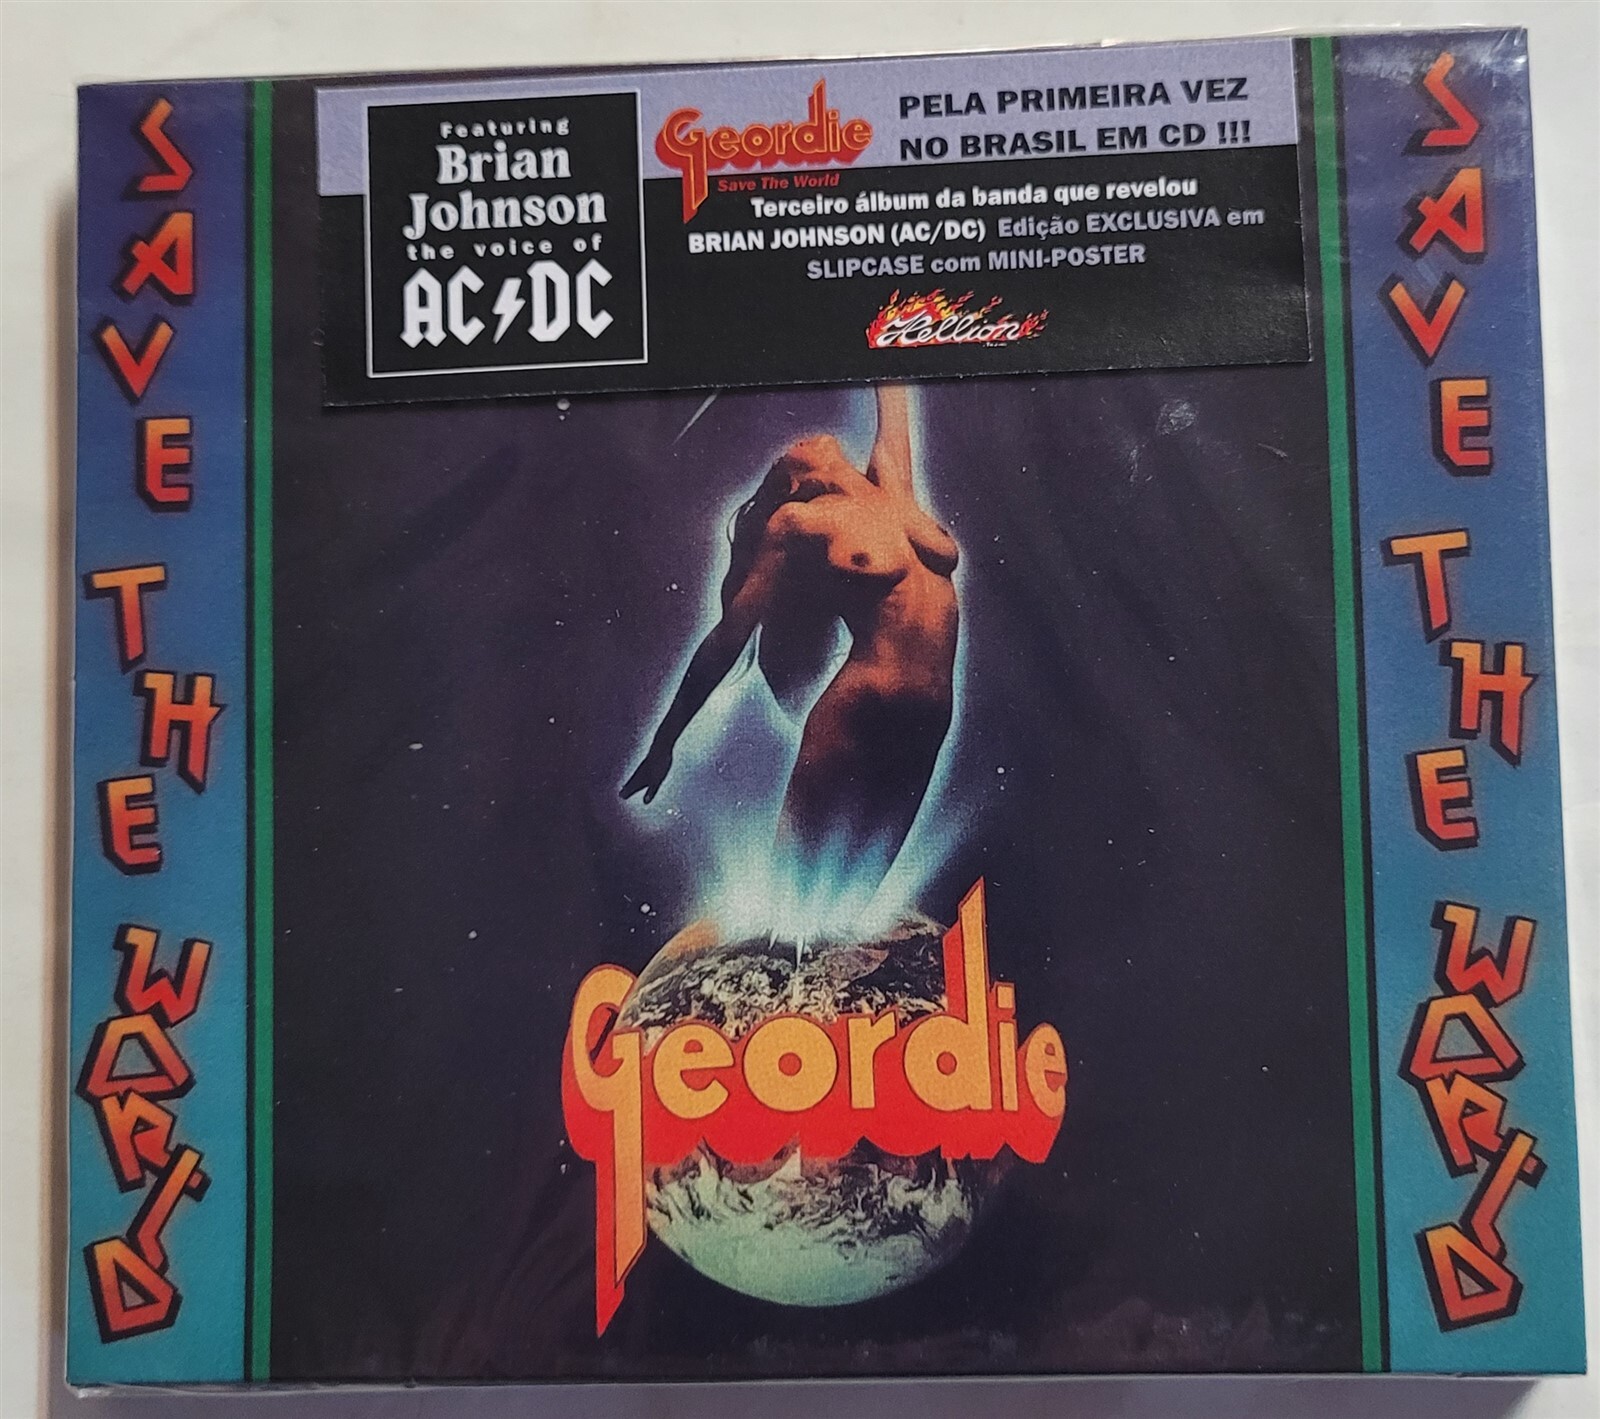 Featuring
Brian
Johnson
the voice of
AC⚡DC
Geordie
Save The World
PELA PRIMEIRA VEZ
NO BRASIL EM CD !!!
Terceiro álbum da banda que revelou
BRIAN JOHNSON (AC/DC) Edição EXCLUSIVA em
SLIPCASE com MINI-POSTER
Hellion
SAVE THE WORLD
Geordie
SAVE THE WORLD